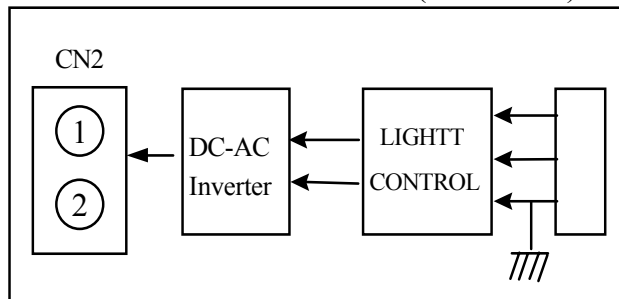 CN2
1
2
DC-AC
Inverter
LIGHTT
CONTROL